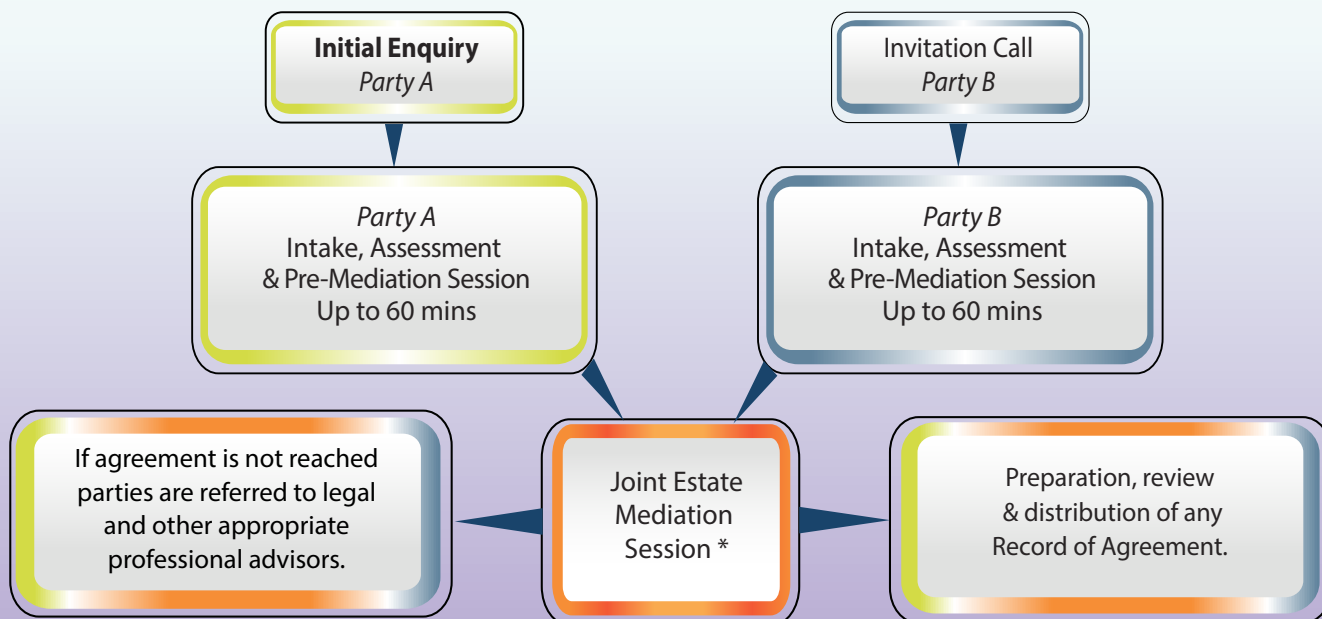 Initial Enquiry
Party A
Invitation Call
Party B
Party A
Intake, Assessment
& Pre-Mediation Session
Up to 60 mins
Party B
Intake, Assessment
& Pre-Mediation Session
Up to 60 mins
If agreement is not reached
parties are referred to legal
and other appropriate
professional advisors.
Joint Estate
Mediation
Session *
Preparation, review
& distribution of any
Record of Agreement.